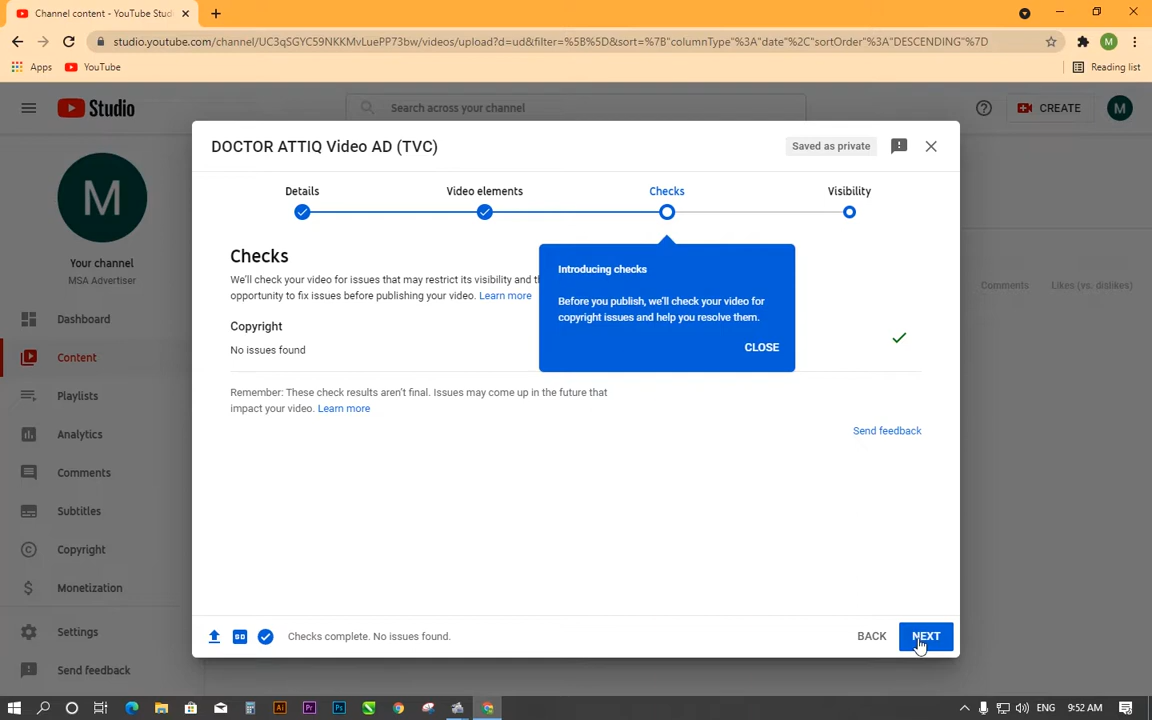 Channel content - YouTube Studi
studio.youtube.com/channel/UC3qSGYC59NKKMvLuePP73bw/videos/upload?d=ud&filter=%5B%5D&sort=%7B"columnType"%3A"date"%2C"sortOrder"%3A"DESCENDING"%7D
M
Apps
YouTube
Reading list
Studio
Search across your channel
CREATE
M
M
Your channel
MSA Advertiser
Dashboard
Content
Playlists
Analytics
Comments
Subtitles
Copyright
Monetization
Settings
Send feedback
Comments
Likes (vs. dislikes)
DOCTOR ATTIQ Video AD (TVC)
Saved as private
Details
Video elements
Checks
Visibility
Checks
We'll check your video for issues that may restrict its visibility and
opportunity to fix issues before publishing your video. Learn more
Introducing checks
Before you publish, we'll check your video for
copyright issues and help you resolve them.
CLOSE
Copyright
No issues found
Remember: These check results aren't final. Issues may come up in the future that
impact your video. Learn more
Send feedback
Checks complete. No issues found.
BACK
NEXT
Ai
Pr
Ps
ENG
9:52 AM